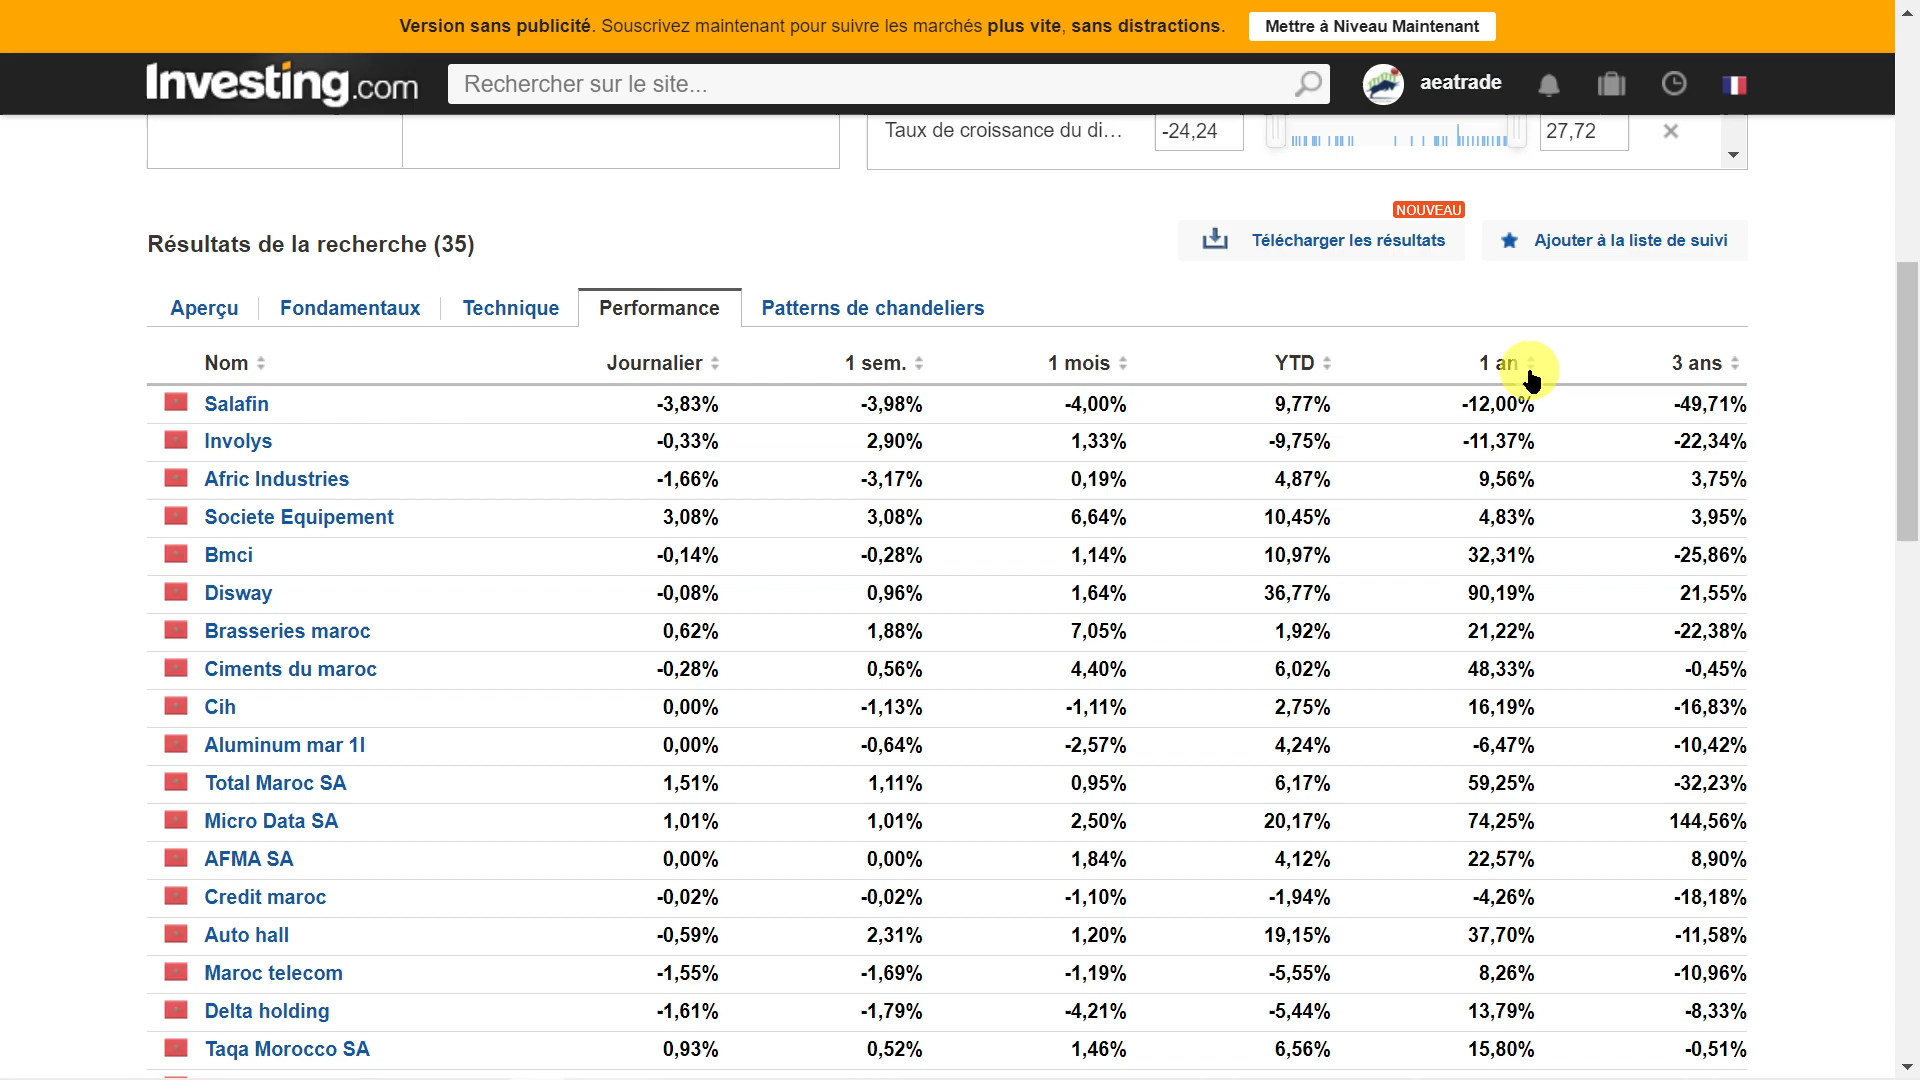 Version sans publicité. Souscrivez maintenant pour suivre les marchés plus vite, sans distractions. Mettre à Niveau Maintenant
Investing.com Rechercher sur le site... aeatrade
Taux de croissance du di... -24,24 27,72
NOUVEAU
Résultats de la recherche (35) Télécharger les résultats Ajouter à la liste de suivi
Aperçu Fondamentaux Technique Performance Patterns de chandeliers
Nom Journalier 1 sem. 1 mois YTD 1 an 3 ans
Salafin -3,83% -3,98% -4,00% 9,77% -12,00% -49,71%
Involys -0,33% 2,90% 1,33% -9,75% -11,37% -22,34%
Afric Industries -1,66% -3,17% 0,19% 4,87% 9,56% 3,75%
Societe Equipement 3,08% 3,08% 6,64% 10,45% 4,83% 3,95%
Bmci -0,14% -0,28% 1,14% 10,97% 32,31% -25,86%
Disway -0,08% 0,96% 1,64% 36,77% 90,19% 21,55%
Brasseries maroc 0,62% 1,88% 7,05% 1,92% 21,22% -22,38%
Ciments du maroc -0,28% 0,56% 4,40% 6,02% 48,33% -0,45%
Cih 0,00% -1,13% -1,11% 2,75% 16,19% -16,83%
Aluminum mar 1l 0,00% -0,64% -2,57% 4,24% -6,47% -10,42%
Total Maroc SA 1,51% 1,11% 0,95% 6,17% 59,25% -32,23%
Micro Data SA 1,01% 1,01% 2,50% 20,17% 74,25% 144,56%
AFMA SA 0,00% 0,00% 1,84% 4,12% 22,57% 8,90%
Credit maroc -0,02% -0,02% -1,10% -1,94% -4,26% -18,18%
Auto hall -0,59% 2,31% 1,20% 19,15% 37,70% -11,58%
Maroc telecom -1,55% -1,69% -1,19% -5,55% 8,26% -10,96%
Delta holding -1,61% -1,79% -4,21% -5,44% 13,79% -8,33%
Taqa Morocco SA 0,93% 0,52% 1,46% 6,56% 15,80% -0,51%